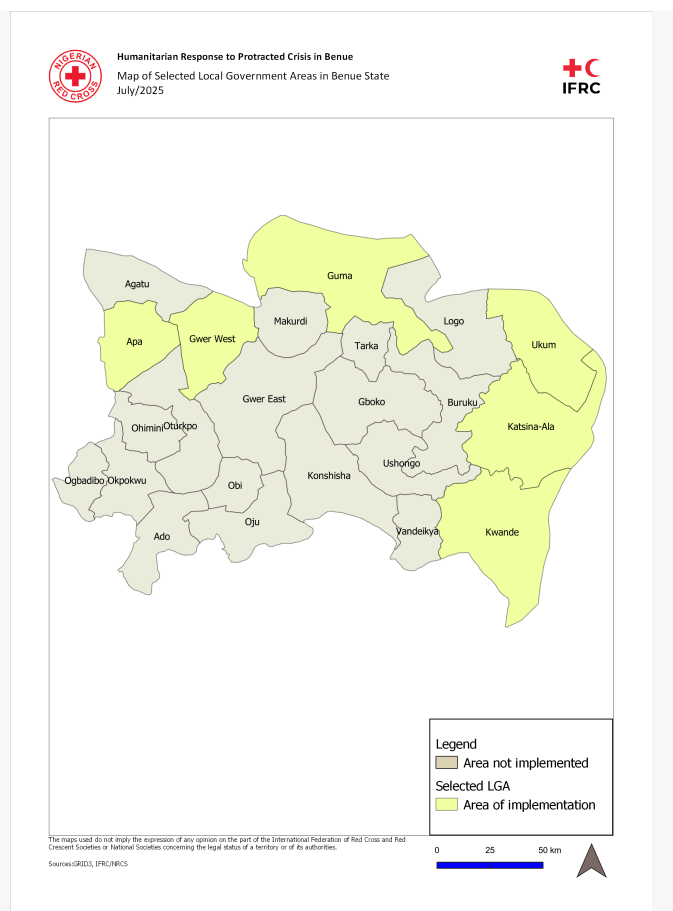 NIGERIAN
RED CROSS
Humanitarian Response to Protracted Crisis in Benue
Map of Selected Local Government Areas in Benue State
July/2025
IFRC
Guma
Agatu
Makurdi
Logo
Apa
Gwer West
Tarka
Ukum
Gwer East
Gboko
Buruku
Ohimini
Oturkpo
Katsina-Ala
Ushongo
Ogbadibo
Okpokwu
Obi
Konshisha
Oju
Ado
Vandeikya
Kwande
Legend
Area not implemented
Selected LGA
Area of implementation
The maps used do not imply the expression of any opinion on the part of the International Federation of Red Cross and Red
Crescent Societies or National Societies concerning the legal status of a territory or of its authorities.
Sources:GRID3, IFRC/NRCS
0 25 50 km